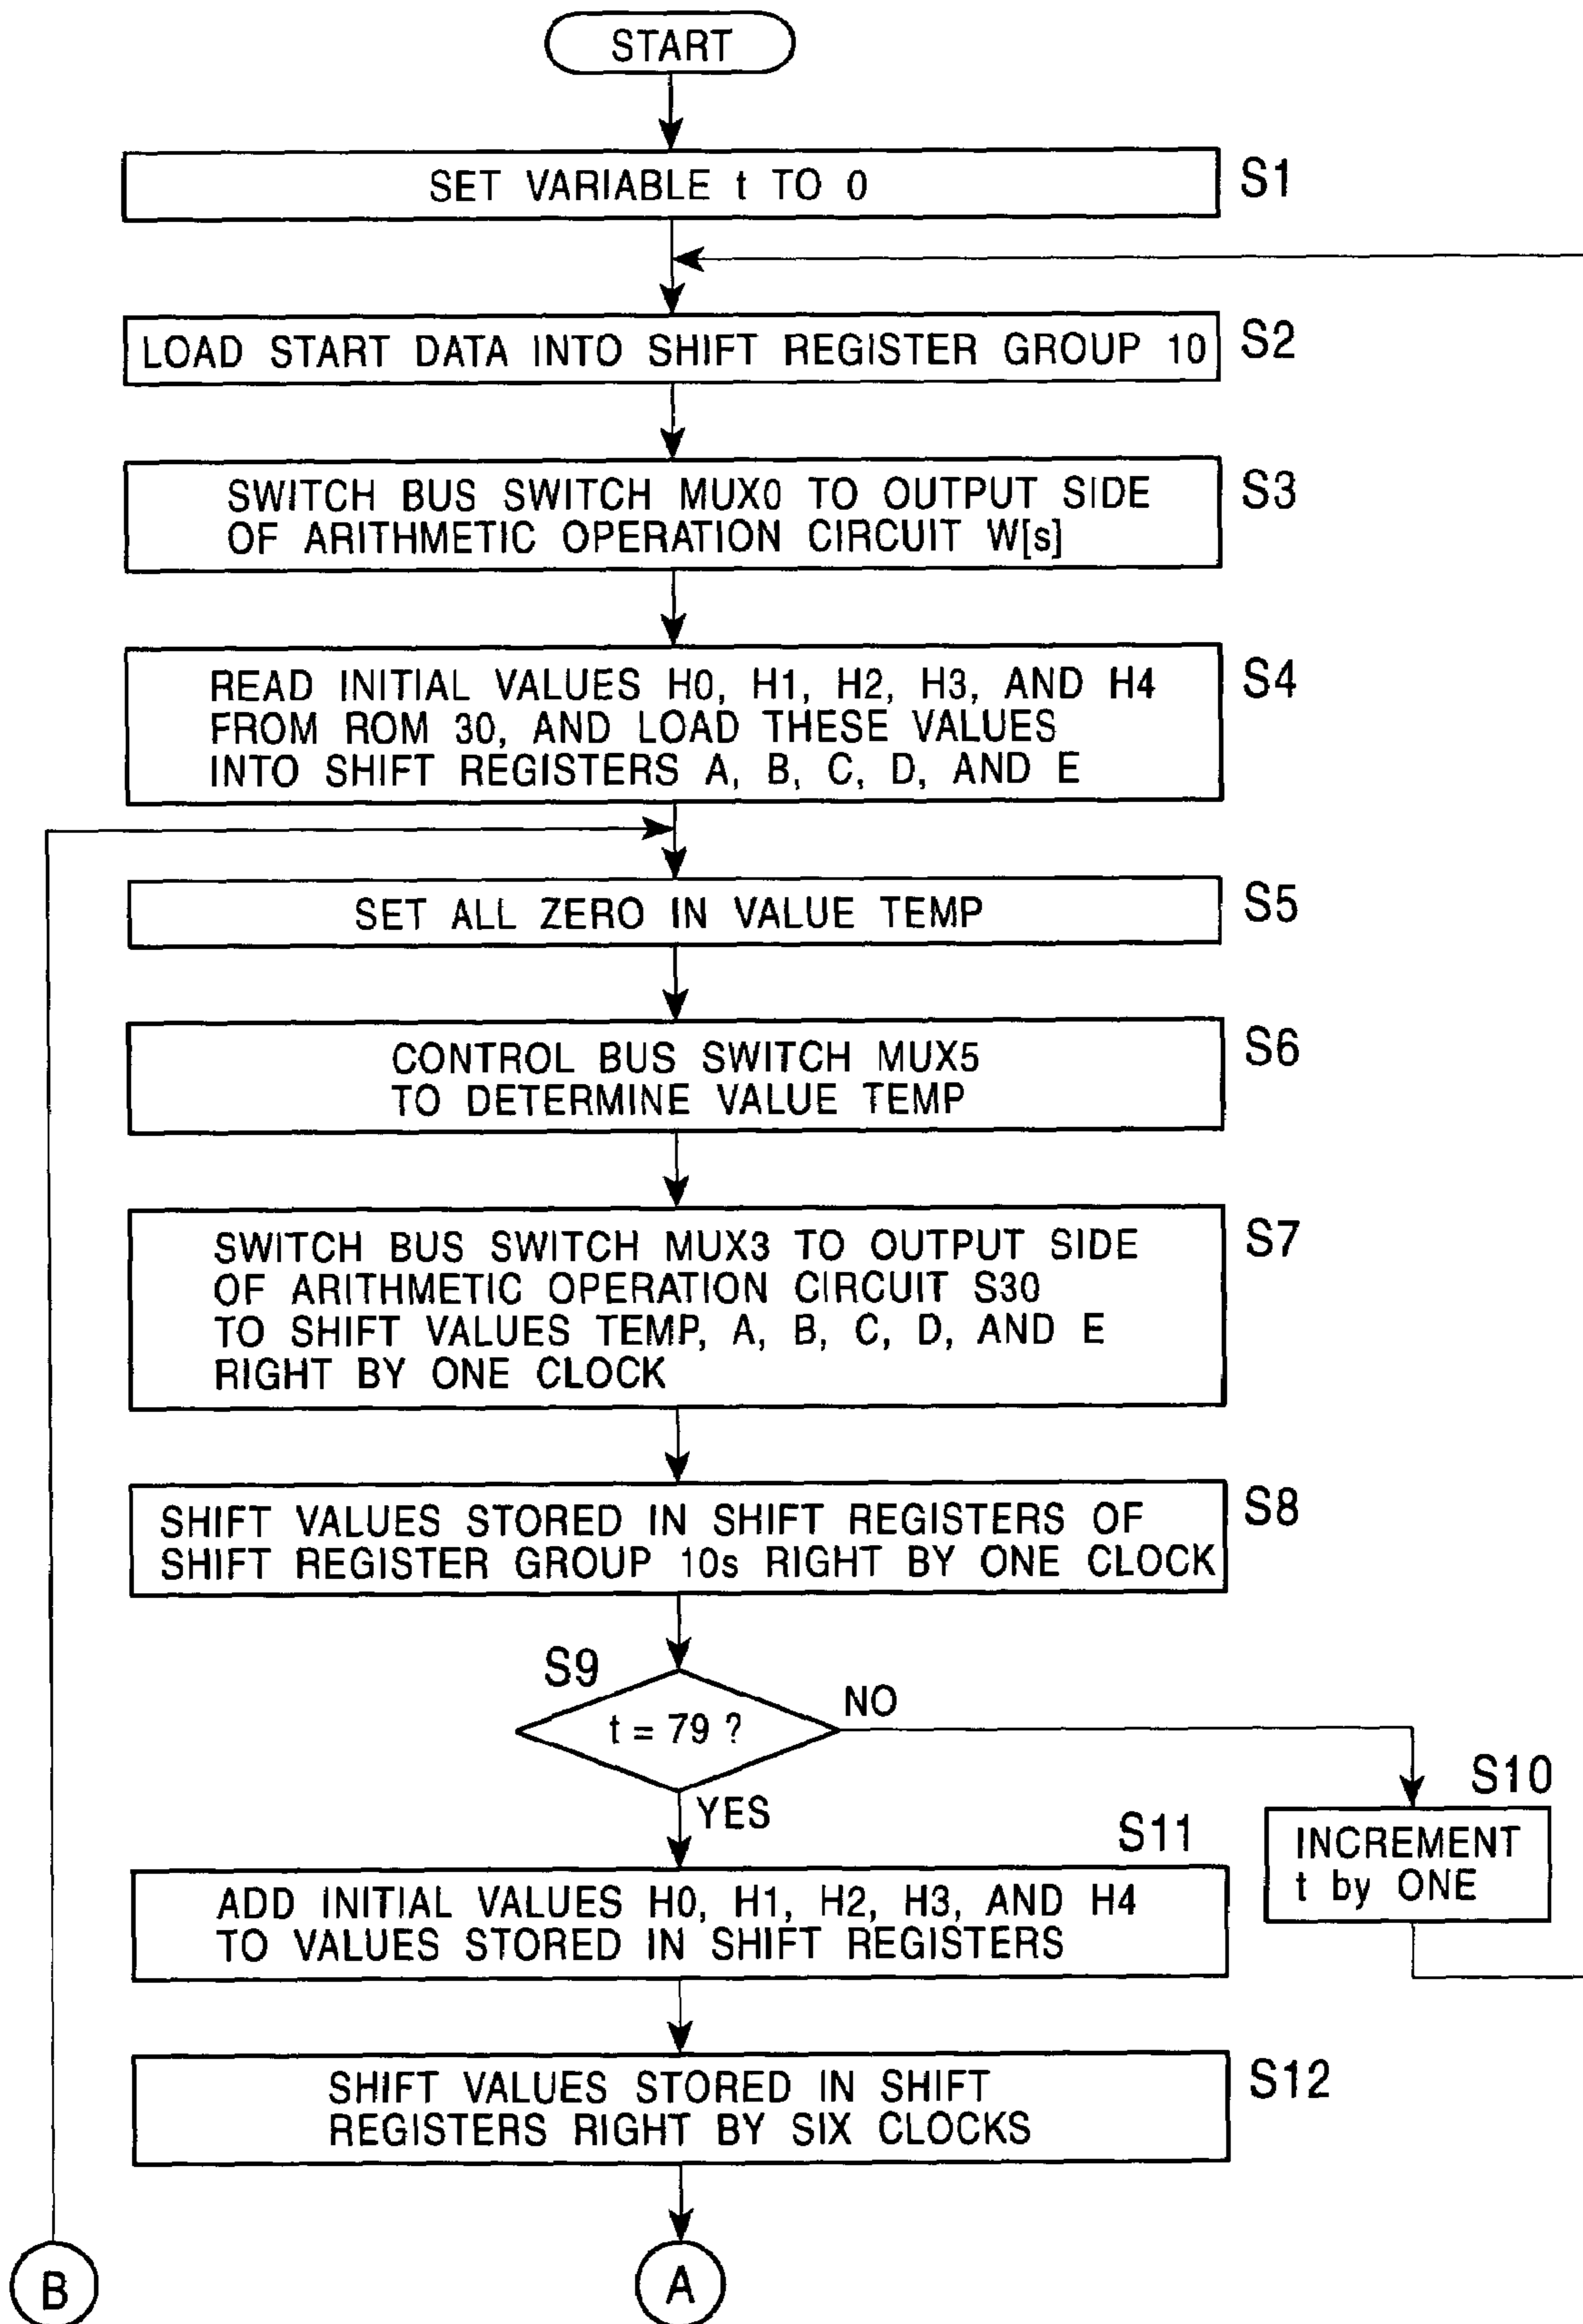 START
SET VARIABLE t TO 0
S1
LOAD START DATA INTO SHIFT REGISTER GROUP 10
S2
SWITCH BUS SWITCH MUX0 TO OUTPUT SIDE
OF ARITHMETIC OPERATION CIRCUIT W[s]
S3
READ INITIAL VALUES H0, H1, H2, H3, AND H4
FROM ROM 30, AND LOAD THESE VALUES
INTO SHIFT REGISTERS A, B, C, D, AND E
S4
SET ALL ZERO IN VALUE TEMP
S5
CONTROL BUS SWITCH MUX5
TO DETERMINE VALUE TEMP
S6
SWITCH BUS SWITCH MUX3 TO OUTPUT SIDE
OF ARITHMETIC OPERATION CIRCUIT S30
TO SHIFT VALUES TEMP, A, B, C, D, AND E
RIGHT BY ONE CLOCK
S7
SHIFT VALUES STORED IN SHIFT REGISTERS OF
SHIFT REGISTER GROUP 10s RIGHT BY ONE CLOCK
S8
S9
t = 79 ?
NO
YES
S10
INCREMENT
t by ONE
S11
ADD INITIAL VALUES H0, H1, H2, H3, AND H4
TO VALUES STORED IN SHIFT REGISTERS
SHIFT VALUES STORED IN SHIFT
REGISTERS RIGHT BY SIX CLOCKS
S12
B
A